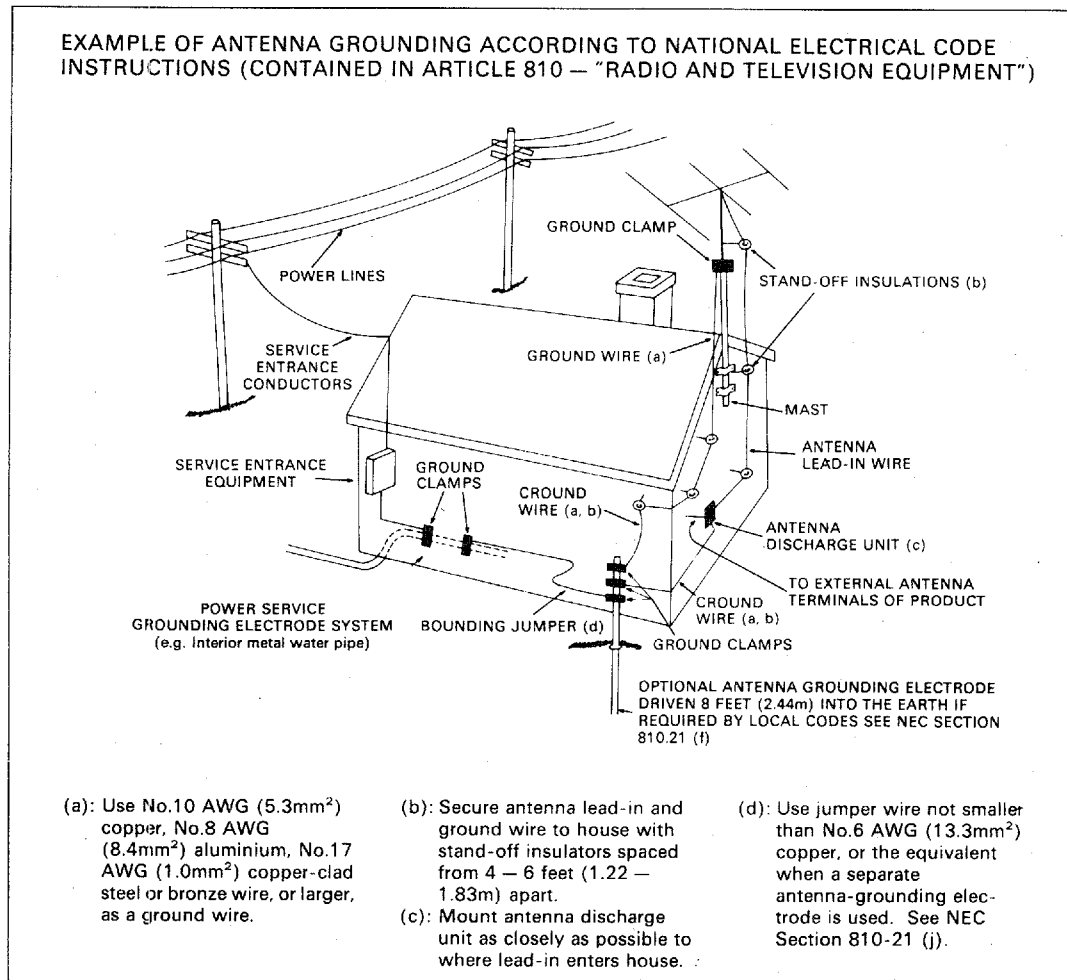 EXAMPLE OF ANTENNA GROUNDING ACCORDING TO NATIONAL ELECTRICAL CODE
INSTRUCTIONS (CONTAINED IN ARTICLE 810 — "RADIO AND TELEVISION EQUIPMENT")
GROUND CLAMP
POWER LINES
STAND-OFF INSULATIONS (b)
SERVICE
ENTRANCE
CONDUCTORS
GROUND WIRE (a)
MAST
ANTENNA
LEAD-IN WIRE
SERVICE ENTRANCE
EQUIPMENT
GROUND
CLAMPS
CROUND
WIRE (a, b)
ANTENNA
DISCHARGE UNIT (c)
TO EXTERNAL ANTENNA
TERMINALS OF PRODUCT
POWER SERVICE
GROUNDING ELECTRODE SYSTEM
(e.g. Interior metal water pipe)
BOUNDING JUMPER (d)
CROUND
WIRE (a, b)
GROUND CLAMPS
OPTIONAL ANTENNA GROUNDING ELECTRODE
DRIVEN 8 FEET (2.44m) INTO THE EARTH IF
REQUIRED BY LOCAL CODES SEE NEC SECTION
810.21 (f)
(a): Use No.10 AWG (5.3mm²)
copper, No.8 AWG
(8.4mm²) aluminium, No.17
AWG (1.0mm²) copper-clad
steel or bronze wire, or larger,
as a ground wire.
(b): Secure antenna lead-in and
ground wire to house with
stand-off insulators spaced
from 4 — 6 feet (1.22 —
1.83m) apart.
(c): Mount antenna discharge
unit as closely as possible to
where lead-in enters house.
(d): Use jumper wire not smaller
than No.6 AWG (13.3mm²)
copper, or the equivalent
when a separate
antenna-grounding elec-
trode is used. See NEC
Section 810-21 (j).